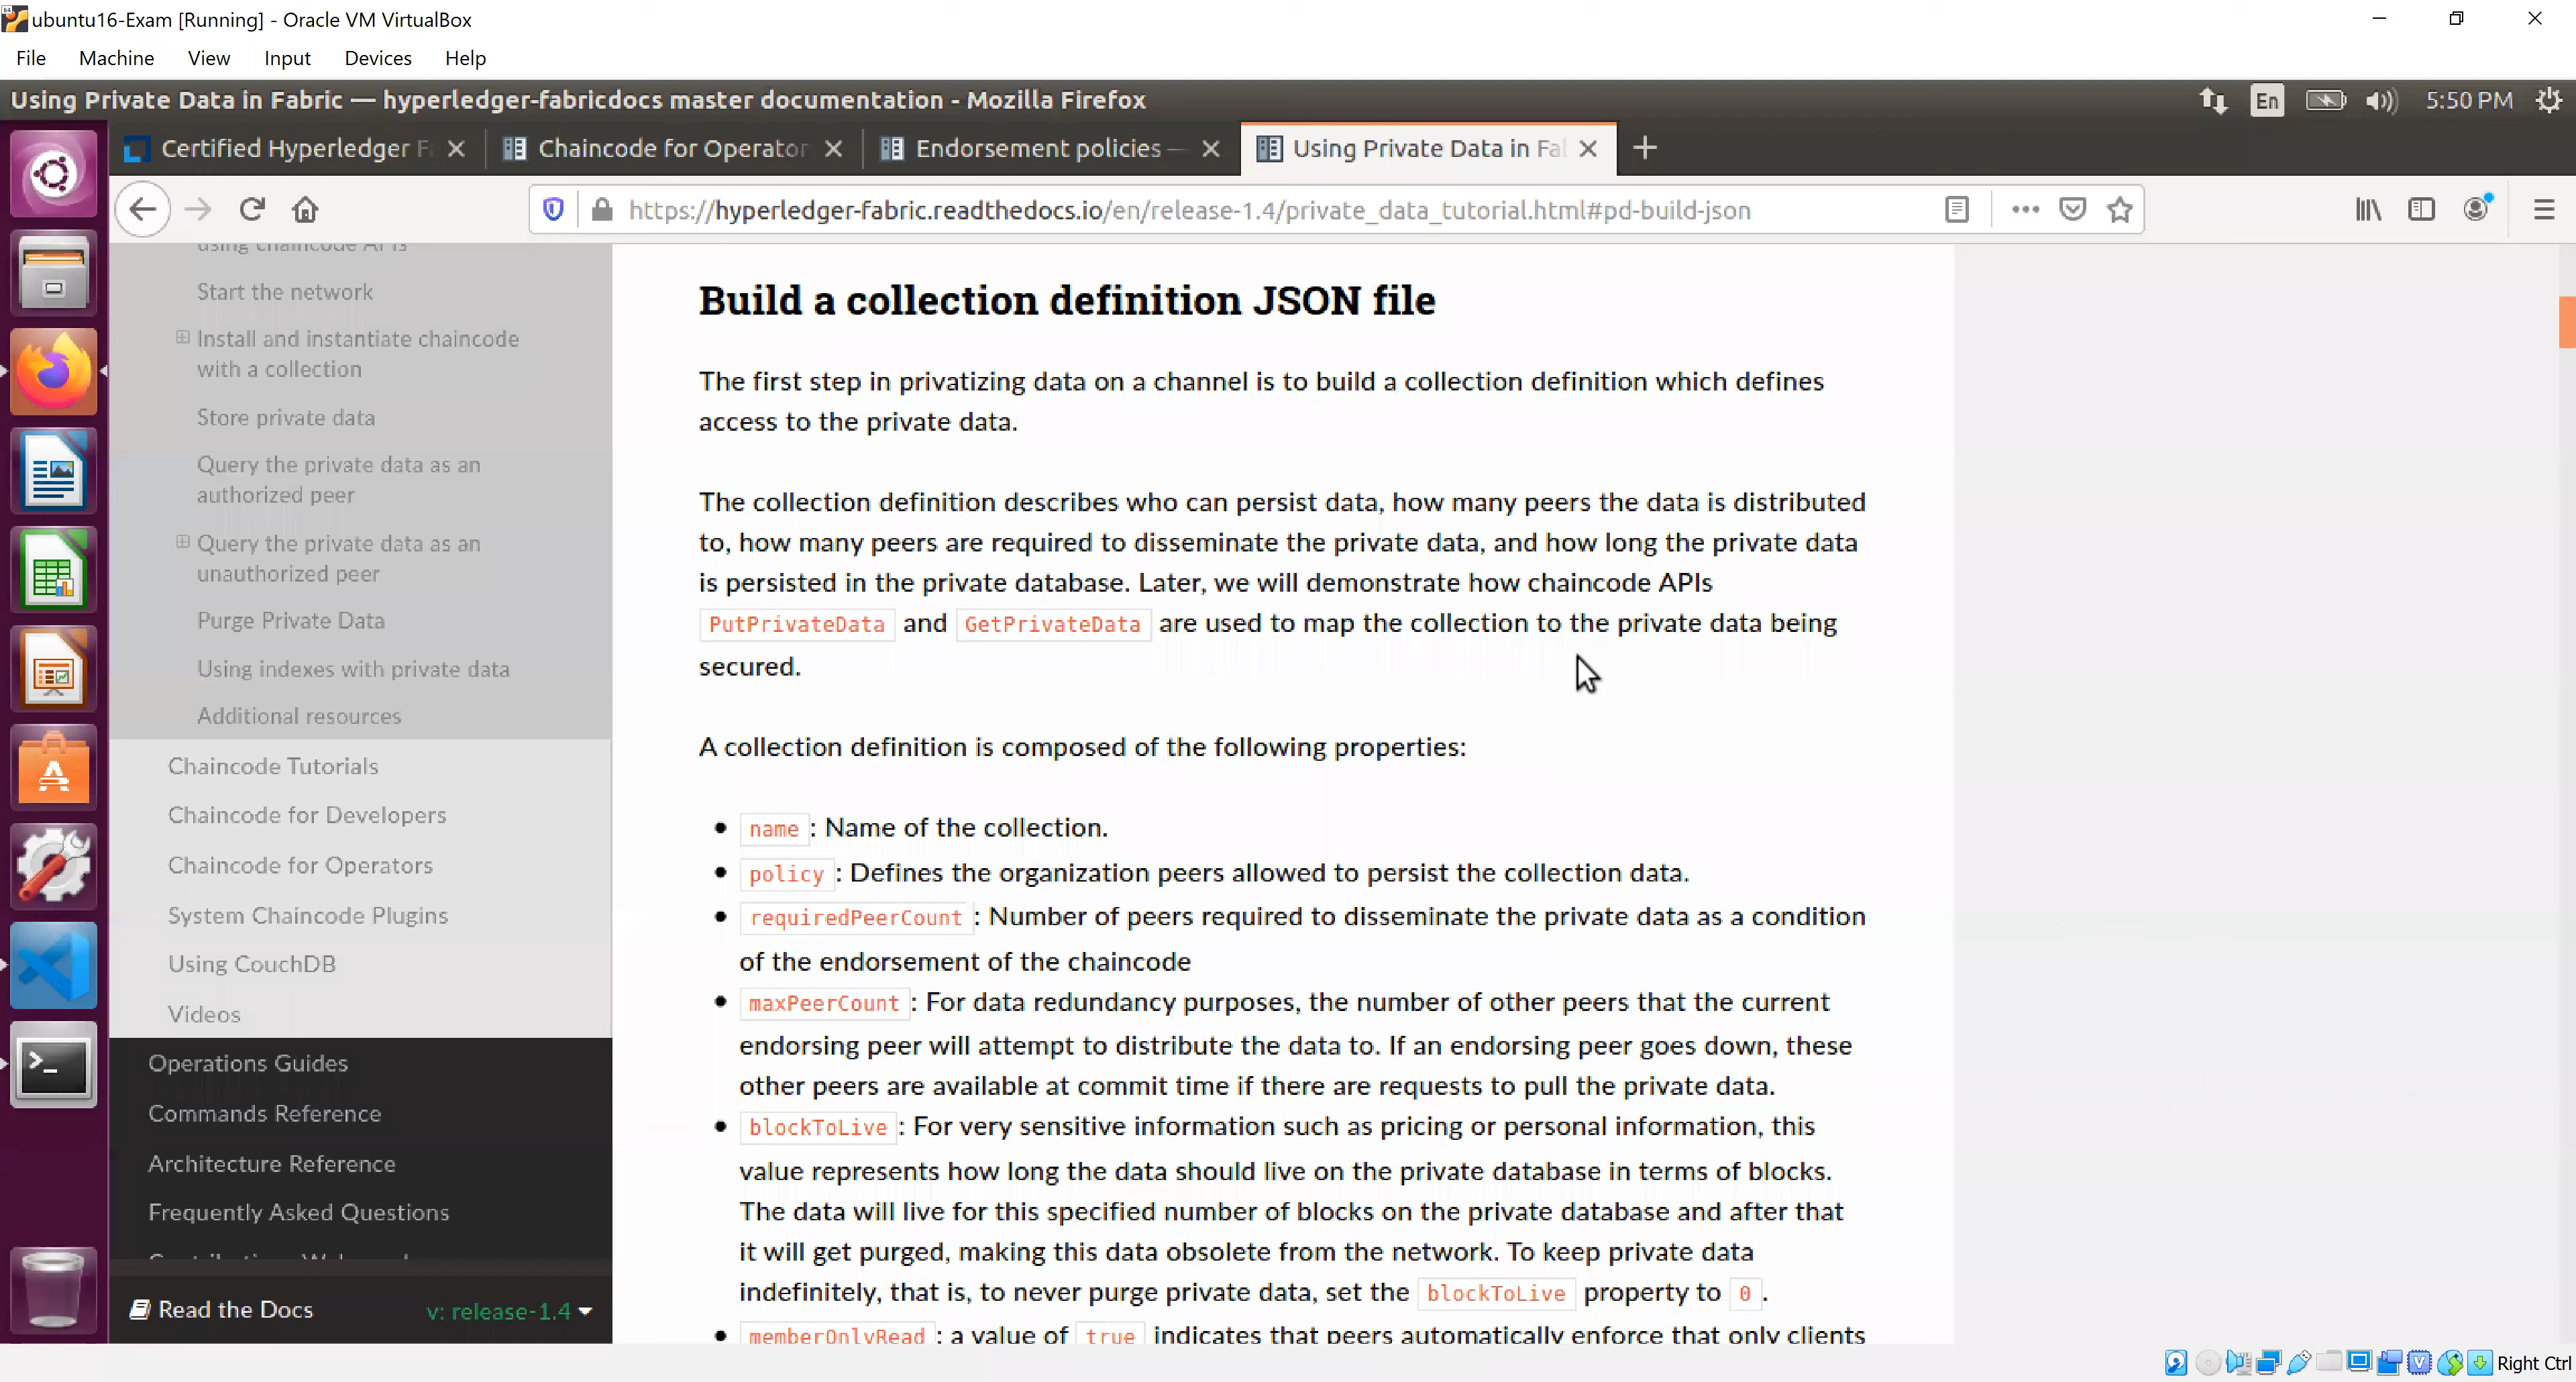 ubuntu16-Exam [Running] - Oracle VM VirtualBox
File Machine View Input Devices Help
Using Private Data in Fabric — hyperledger-fabricdocs master documentation - Mozilla Firefox
En
5:50 PM
Certified Hyperledger Fa
Chaincode for Operator
Endorsement policies —
Using Private Data in Fal
https://hyperledger-fabric.readthedocs.io/en/release-1.4/private_data_tutorial.html#pd-build-json
using chaincode APIs
Start the network
Install and instantiate chaincode
with a collection
Store private data
Query the private data as an
authorized peer
Query the private data as an
unauthorized peer
Purge Private Data
Using indexes with private data
Additional resources
Chaincode Tutorials
Chaincode for Developers
Chaincode for Operators
System Chaincode Plugins
Using CouchDB
Videos
Operations Guides
Commands Reference
Architecture Reference
Frequently Asked Questions
Read the Docs
v: release-1.4
Build a collection definition JSON file
The first step in privatizing data on a channel is to build a collection definition which defines
access to the private data.
The collection definition describes who can persist data, how many peers the data is distributed
to, how many peers are required to disseminate the private data, and how long the private data
is persisted in the private database. Later, we will demonstrate how chaincode APIs
PutPrivateData and GetPrivateData are used to map the collection to the private data being
secured.
A collection definition is composed of the following properties:
• name : Name of the collection.
• policy : Defines the organization peers allowed to persist the collection data.
• requiredPeerCount : Number of peers required to disseminate the private data as a condition
of the endorsement of the chaincode
• maxPeerCount : For data redundancy purposes, the number of other peers that the current
endorsing peer will attempt to distribute the data to. If an endorsing peer goes down, these
other peers are available at commit time if there are requests to pull the private data.
• blockToLive : For very sensitive information such as pricing or personal information, this
value represents how long the data should live on the private database in terms of blocks.
The data will live for this specified number of blocks on the private database and after that
it will get purged, making this data obsolete from the network. To keep private data
indefinitely, that is, to never purge private data, set the blockToLive property to 0 .
• memberOnlyRead : a value of true indicates that peers automatically enforce that only clients
Right Ctrl